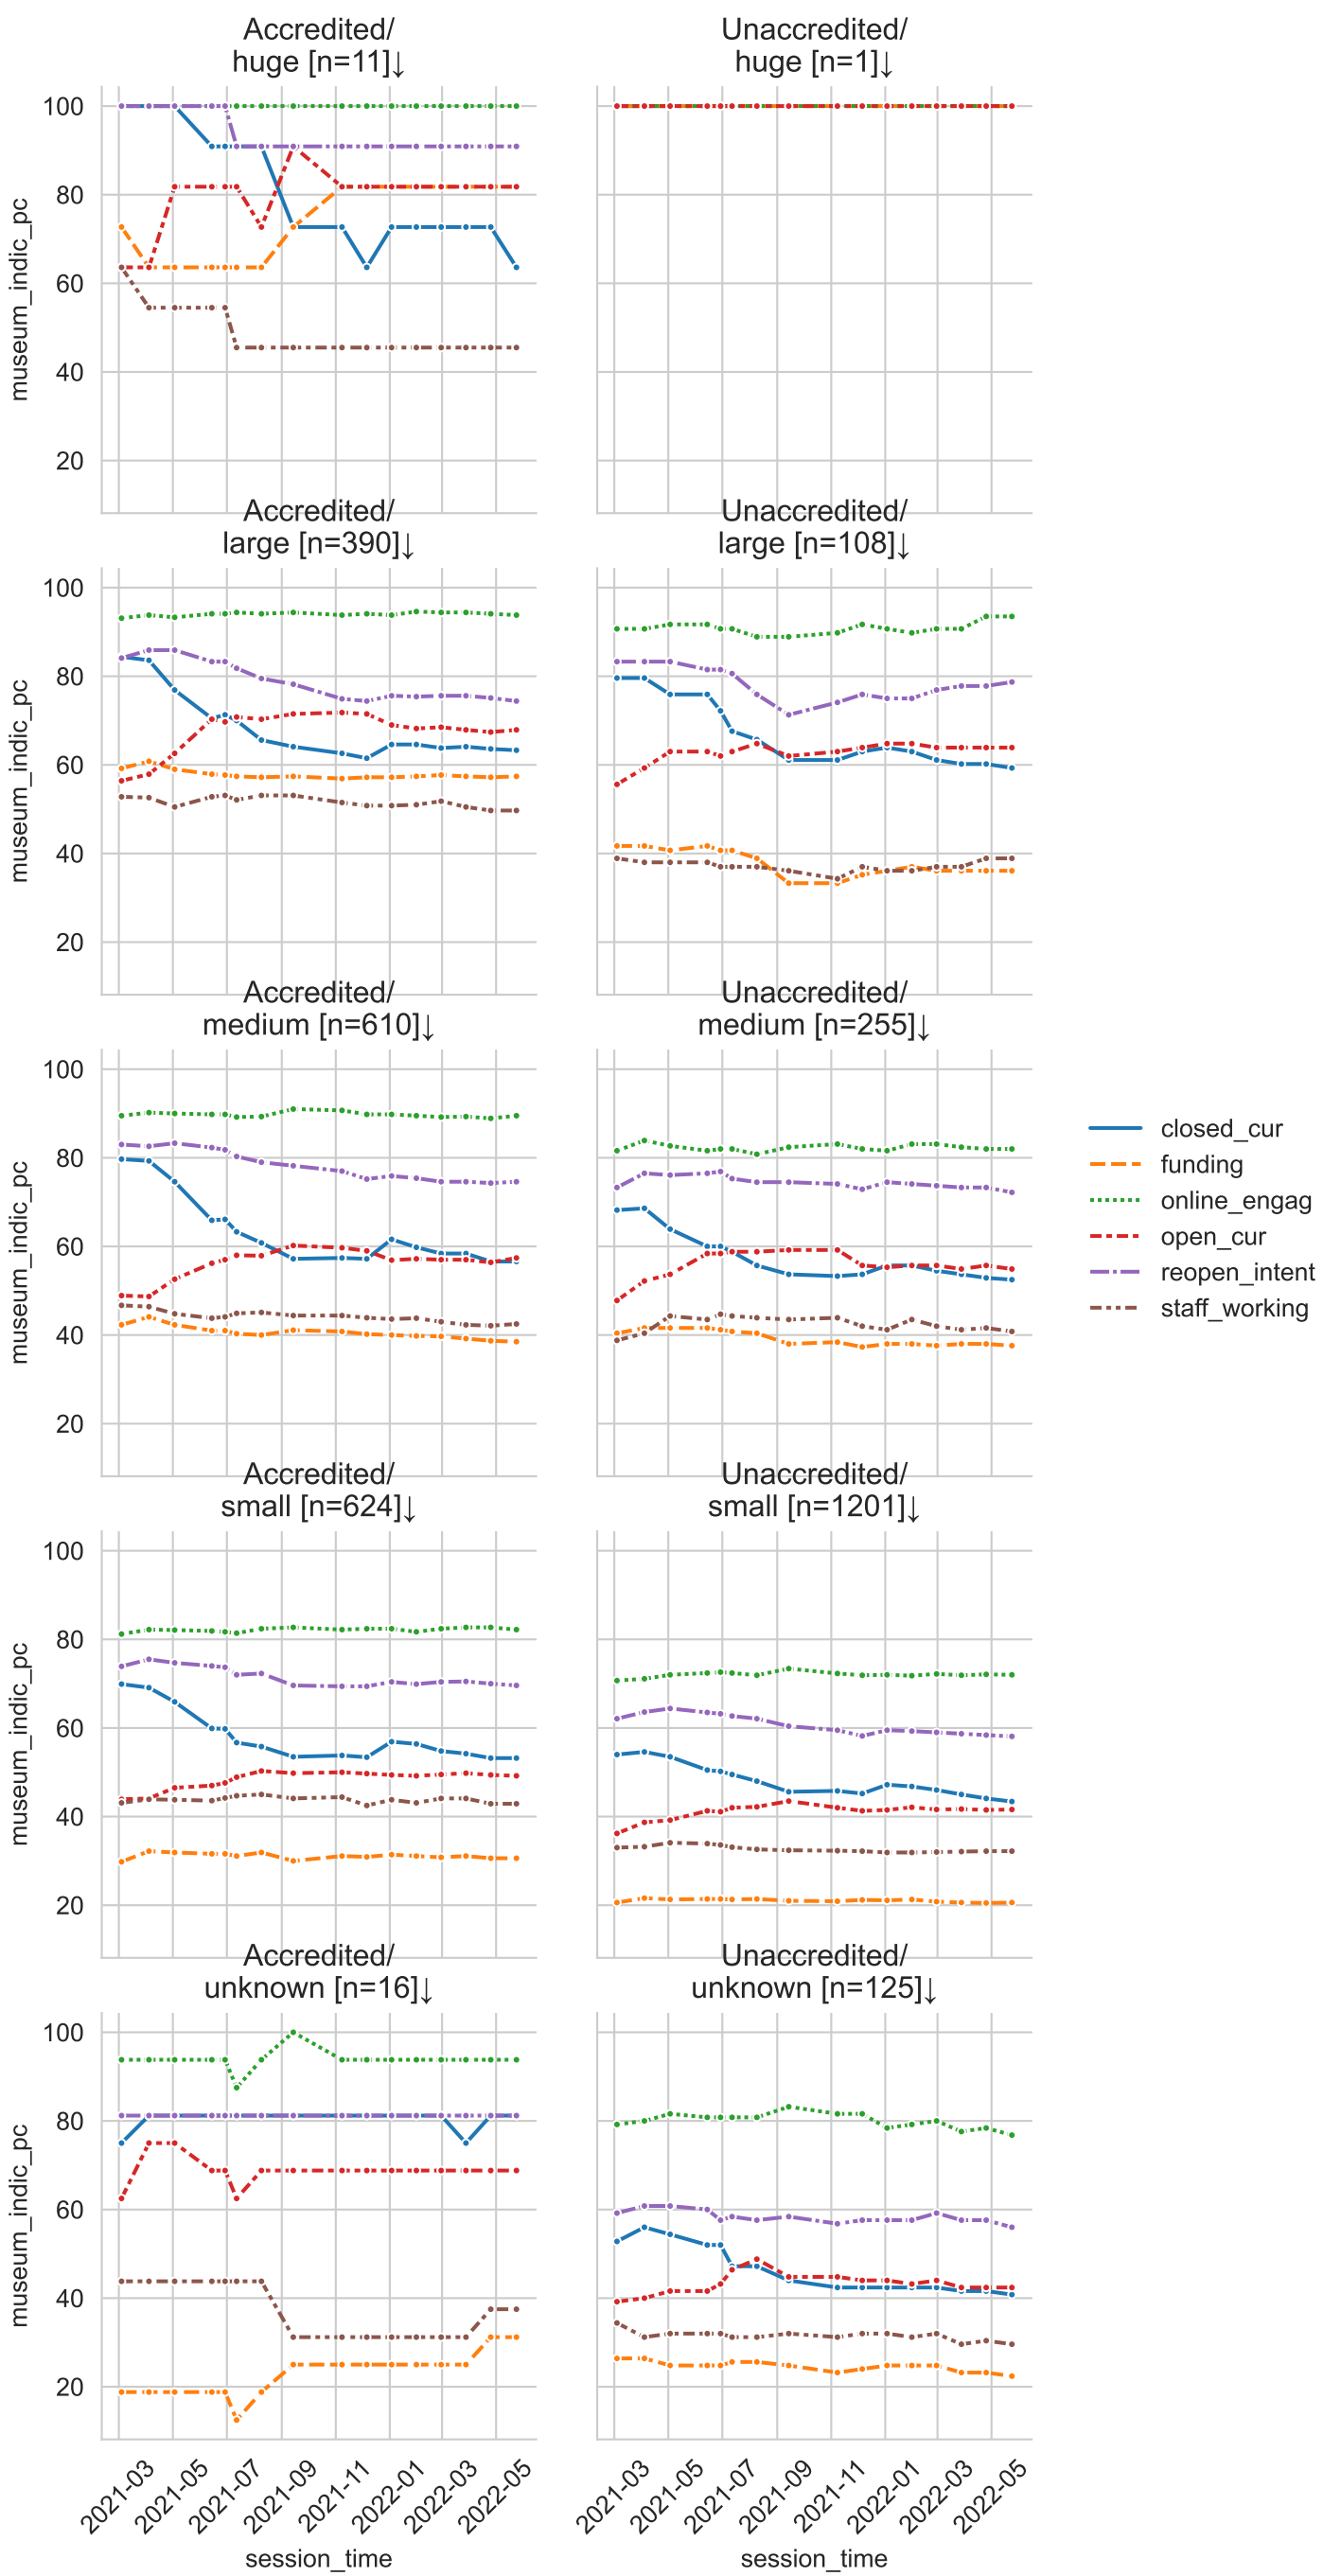 Accredited/
huge [n=11]↓
Unaccredited/
huge [n=1]↓
100
80
60
40
20
museum_indic_pc
Accredited/
large [n=390]↓
Unaccredited/
large [n=108]↓
100
80
60
40
20
museum_indic_pc
Accredited/
medium [n=610]↓
Unaccredited/
medium [n=255]↓
100
80
60
40
20
museum_indic_pc
closed_cur
funding
online_engag
open_cur
reopen_intent
staff_working
Accredited/
small [n=624]↓
Unaccredited/
small [n=1201]↓
100
80
60
40
20
museum_indic_pc
Accredited/
unknown [n=16]↓
Unaccredited/
unknown [n=125]↓
100
80
60
40
20
museum_indic_pc
2021-03
2021-05
2021-07
2021-09
2021-11
2022-01
2022-03
2022-05
session_time
2021-03
2021-05
2021-07
2021-09
2021-11
2022-01
2022-03
2022-05
session_time